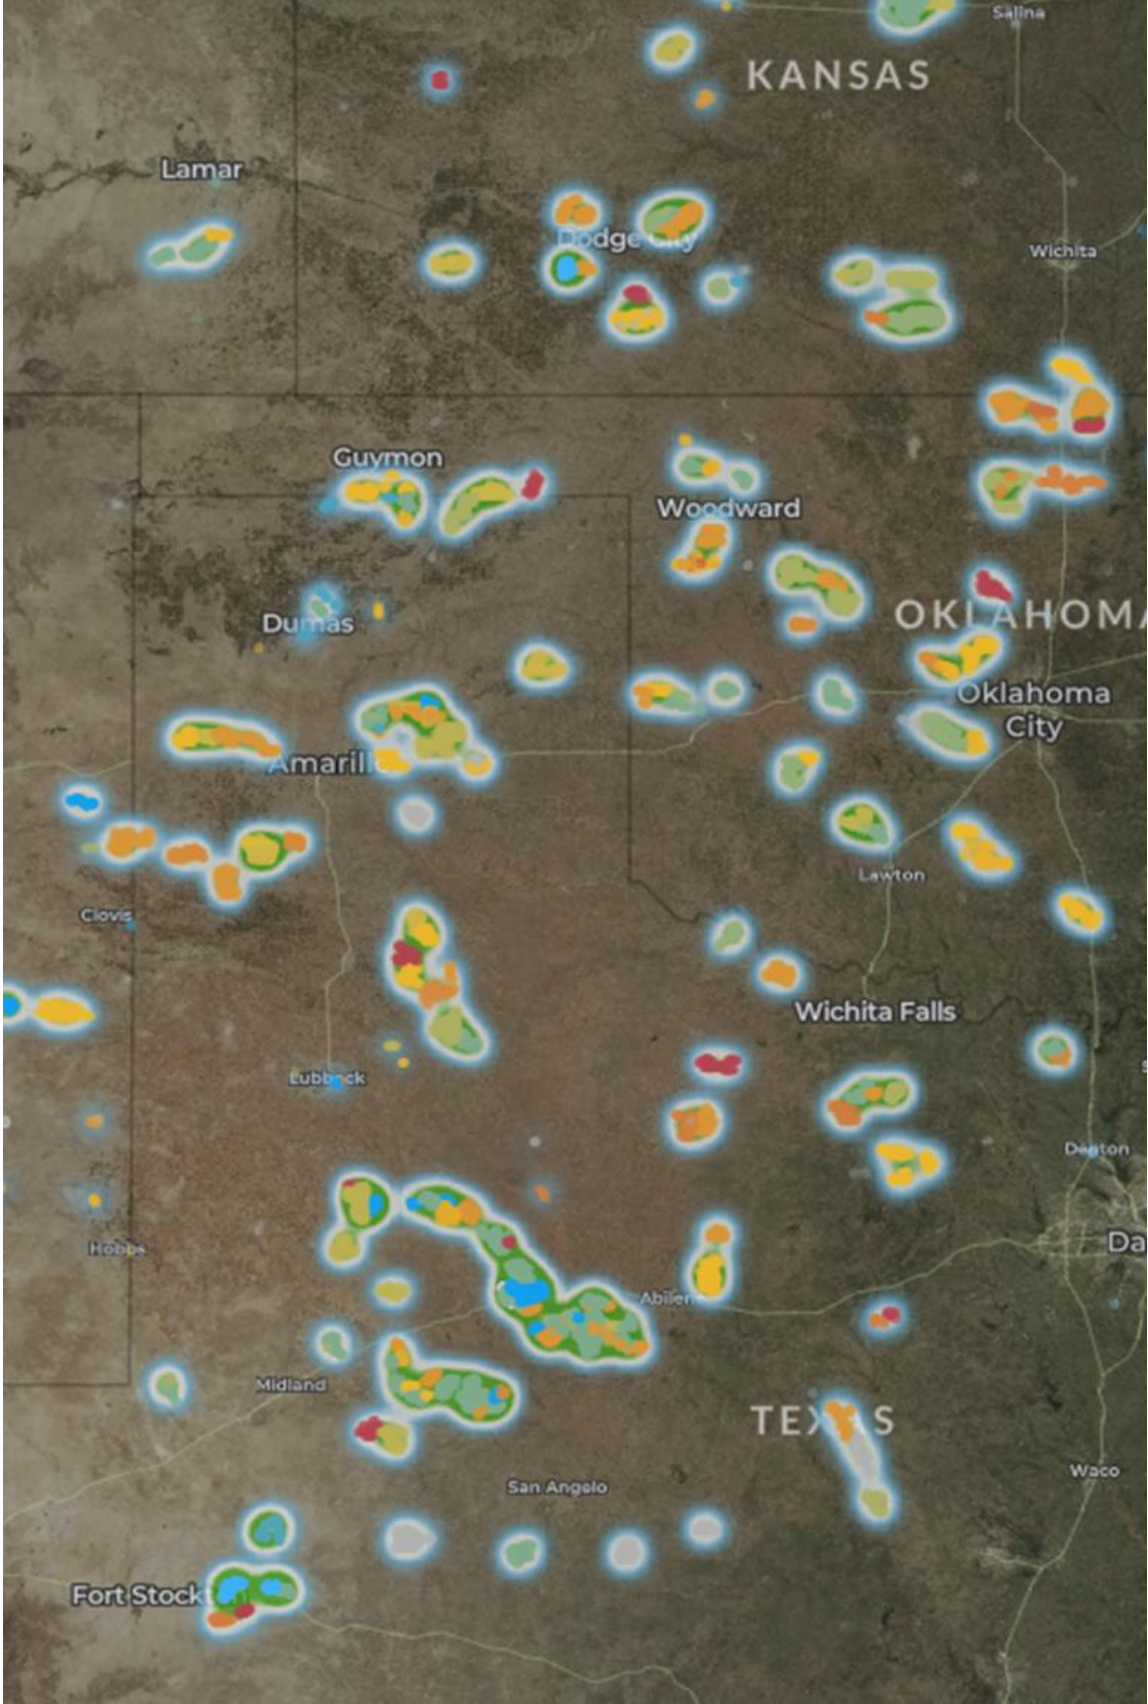 Salina
KANSAS
Lamar
Dodge City
Wichita
Guymon
Woodward
OKLAHOMA
Dumas
Oklahoma
City
Amarillo
Lawton
Clovis
Wichita Falls
Lubbock
Denton
Da
Hobbs
Abilene
Midland
TEXAS
Waco
San Angelo
Fort Stockton